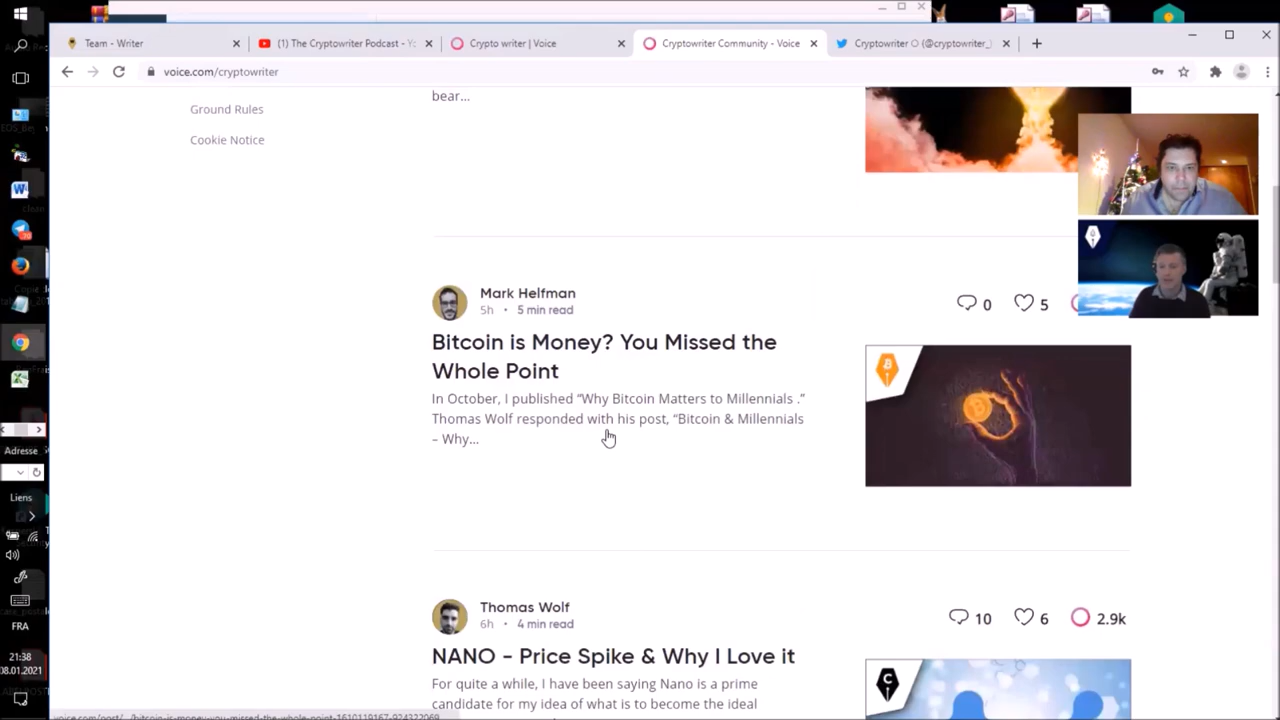 Team - Writer
(1) The Cryptowriter Podcast - Yo
Crypto writer | Voice
Cryptowriter Community - Voice
voice.com/cryptowriter
Ground Rules
Cookie Notice
bear...
Mark Helfman
5h • 5 min read
0
5
Bitcoin is Money? You Missed the
Whole Point
In October, I published “Why Bitcoin Matters to Millennials .”
Thomas Wolf responded with his post, “Bitcoin & Millennials
– Why...
Thomas Wolf
6h • 4 min read
10
6
2.9k
NANO - Price Spike & Why I Love it
For quite a while, I have been saying Nano is a prime
candidate for my idea of what is to become the ideal
Adresse
Liens
FRA
21:38
08.01.2021